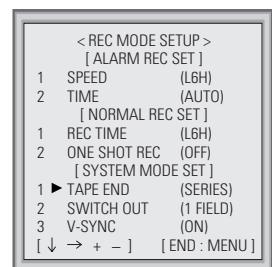 < REC MODE SETUP >
[ ALARM REC SET ]
1 SPEED (L6H)
2 TIME (AUTO)
[ NORMAL REC SET ]
1 REC TIME (L6H)
2 ONE SHOT REC (OFF)
[ SYSTEM MODE SET ]
1 ► TAPE END (SERIES)
2 SWITCH OUT (1 FIELD)
3 V-SYNC (ON)
[ ↓ → + – ] [ END : MENU ]